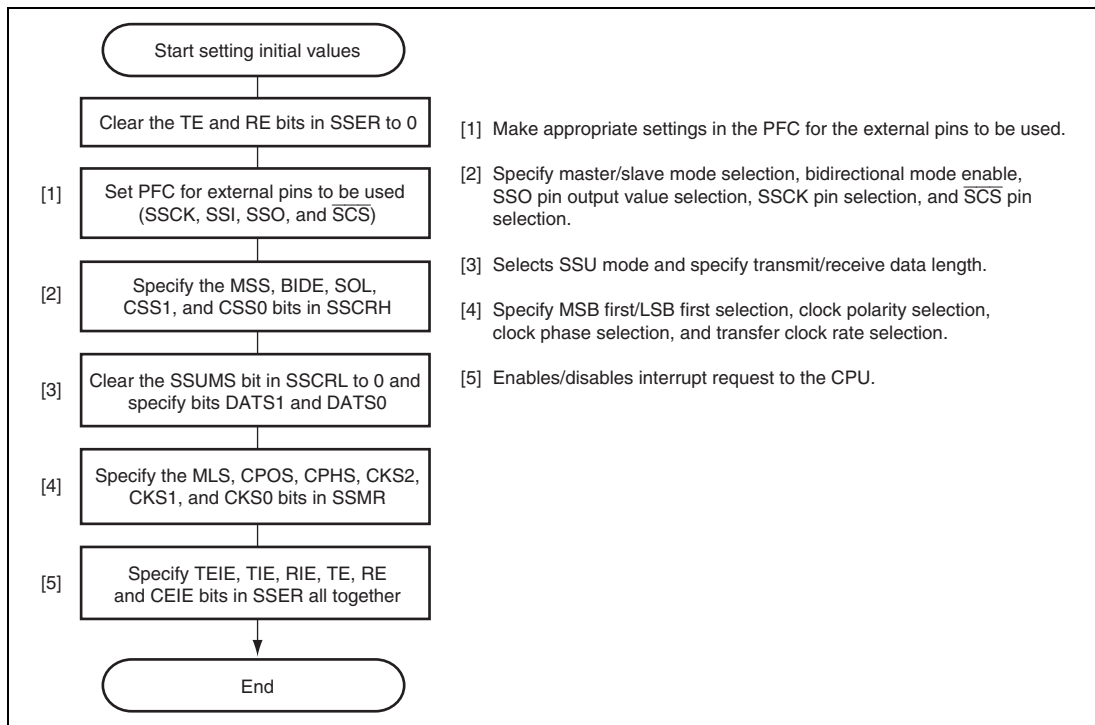 Start setting initial values
Clear the TE and RE bits in SSER to 0
[1]
Set PFC for external pins to be used
(SSCK, SSI, SSO, and SCS)
[2]
Specify the MSS, BIDE, SOL,
CSS1, and CSS0 bits in SSCRH
[3]
Clear the SSUMS bit in SSCRL to 0 and
specify bits DATS1 and DATS0
[4]
Specify the MLS, CPOS, CPHS, CKS2,
CKS1, and CKS0 bits in SSMR
[5]
Specify TEIE, TIE, RIE, TE, RE
and CEIE bits in SSER all together
End
[1] Make appropriate settings in the PFC for the external pins to be used.
[2] Specify master/slave mode selection, bidirectional mode enable,
SSO pin output value selection, SSCK pin selection, and SCS pin
selection.
[3] Selects SSU mode and specify transmit/receive data length.
[4] Specify MSB first/LSB first selection, clock polarity selection,
clock phase selection, and transfer clock rate selection.
[5] Enables/disables interrupt request to the CPU.